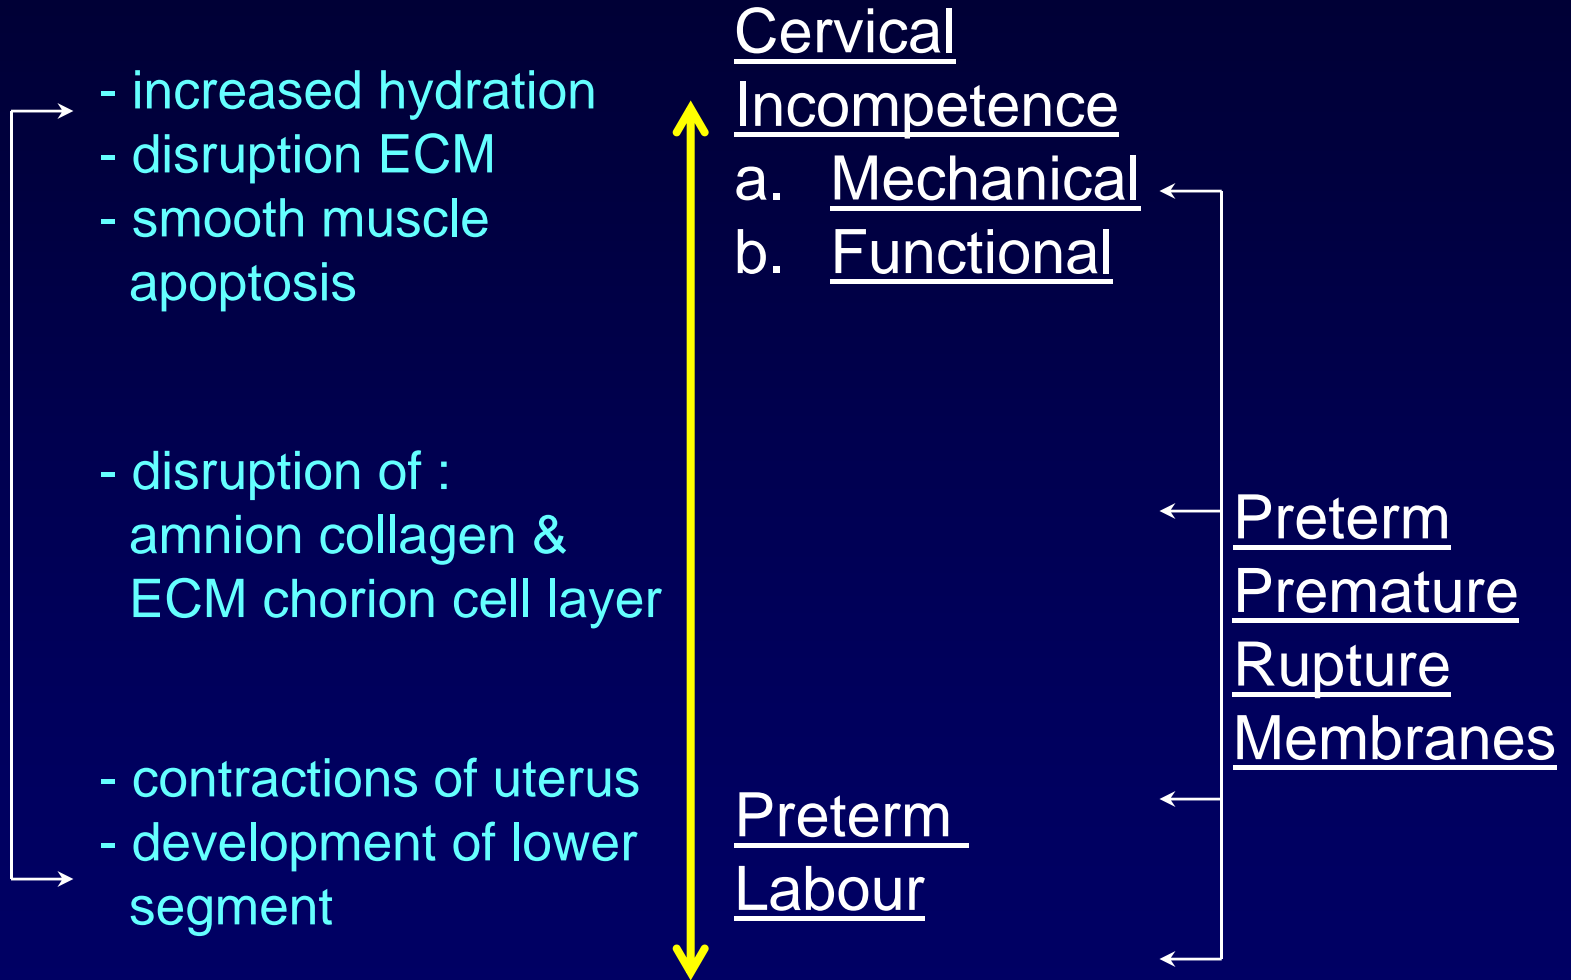 - increased hydration
- disruption ECM
- smooth muscle
apoptosis
- disruption of :
amnion collagen &
ECM chorion cell layer
- contractions of uterus
- development of lower
segment
Cervical
Incompetence
a. Mechanical
b. Functional
Preterm
Labour
Preterm
Premature
Rupture
Membranes